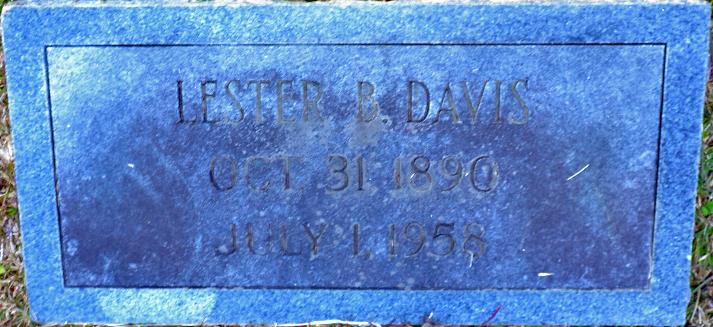 LESTER B. DAVIS
OCT. 31 1890
JULY 1, 1958